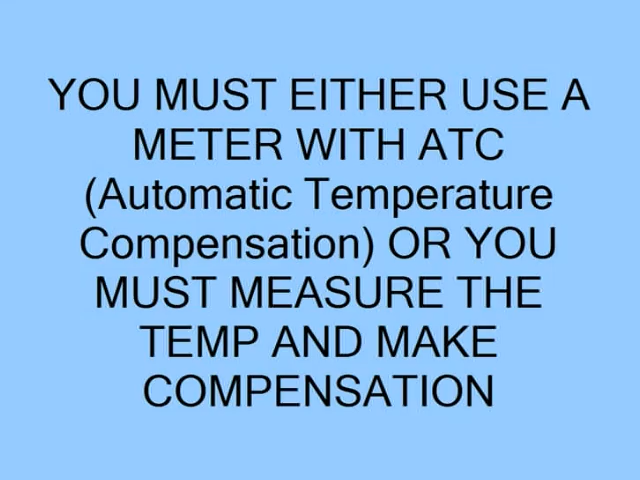 YOU MUST EITHER USE A
METER WITH ATC
(Automatic Temperature
Compensation) OR YOU
MUST MEASURE THE
TEMP AND MAKE
COMPENSATION